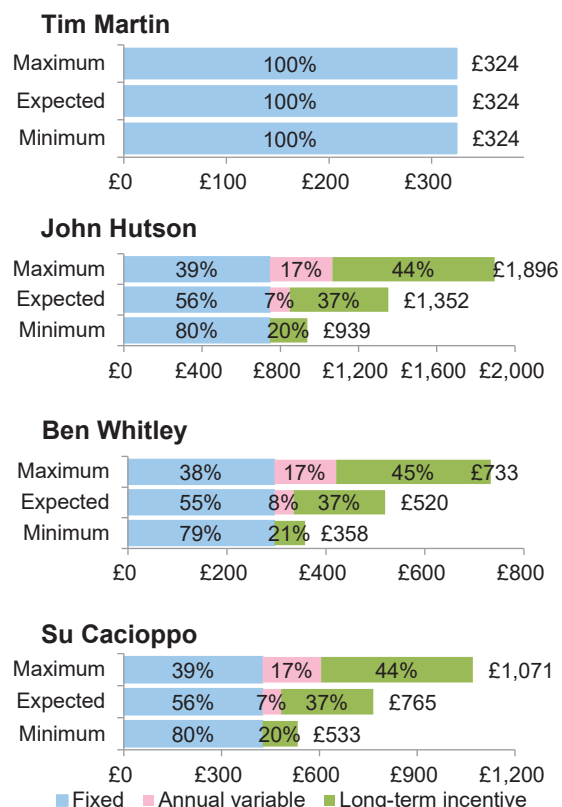 Tim Martin
Maximum 100% £324
Expected 100% £324
Minimum 100% £324
£0 £100 £200 £300
John Hutson
Maximum 39% 17% 44% £1,896
Expected 56% 7% 37% £1,352
Minimum 80% 20% £939
£0 £400 £800 £1,200 £1,600 £2,000
Ben Whitley
Maximum 38% 17% 45% £733
Expected 55% 8% 37% £520
Minimum 79% 21% £358
£0 £200 £400 £600 £800
Su Cacioppo
Maximum 39% 17% 44% £1,071
Expected 56% 7% 37% £765
Minimum 80% 20% £533
£0 £300 £600 £900 £1,200
Fixed Annual variable Long-term incentive